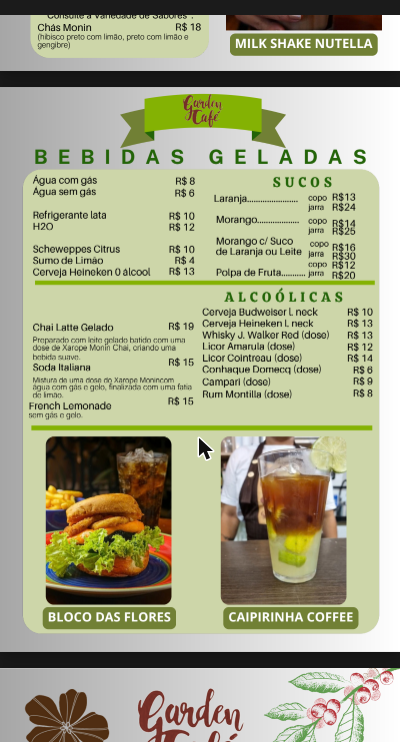 Consulte a Variedade de Sabores .
Chás Monin R$ 18
(hibisco preto com limão, preto com limão e
gengibre)
MILK SHAKE NUTELLA
Garden
Café
BEBIDAS GELADAS
Água com gás R$ 8
Água sem gás R$ 6
Refrigerante lata R$ 10
H2O R$ 12
Scheweppes Citrus R$ 10
Sumo de Limão R$ 4
Cerveja Heineken 0 álcool R$ 13
SUCOS
Laranja...................... copo R$13
jarra R$24
Morango.................. copo R$14
jarra R$25
Morango c/ Suco copo R$16
de Laranja ou Leite jarra R$30
copo R$12
Polpa de Fruta.......... jarra R$20
Chai Latte Gelado R$ 19
Preparado com leite gelado batido com uma
dose de Xarope Monin Chai, criando uma
bebida suave.
Soda Italiana R$ 15
Mistura de uma dose do Xarope Monincom
água com gás e gelo, finalizada com uma fatia
de limão.
French Lemonade R$ 15
sem gás e gelo.
ALCOÓLICAS
Cerveja Budweiser L neck R$ 10
Cerveja Heineken L neck R$ 13
Whisky J. Walker Red (dose) R$ 13
Licor Amarula (dose) R$ 12
Licor Cointreau (dose) R$ 14
Conhaque Domecq (dose) R$ 6
Campari (dose) R$ 9
Rum Montilla (dose) R$ 8
BLOCO DAS FLORES
CAIPIRINHA COFFEE
Garden
Café